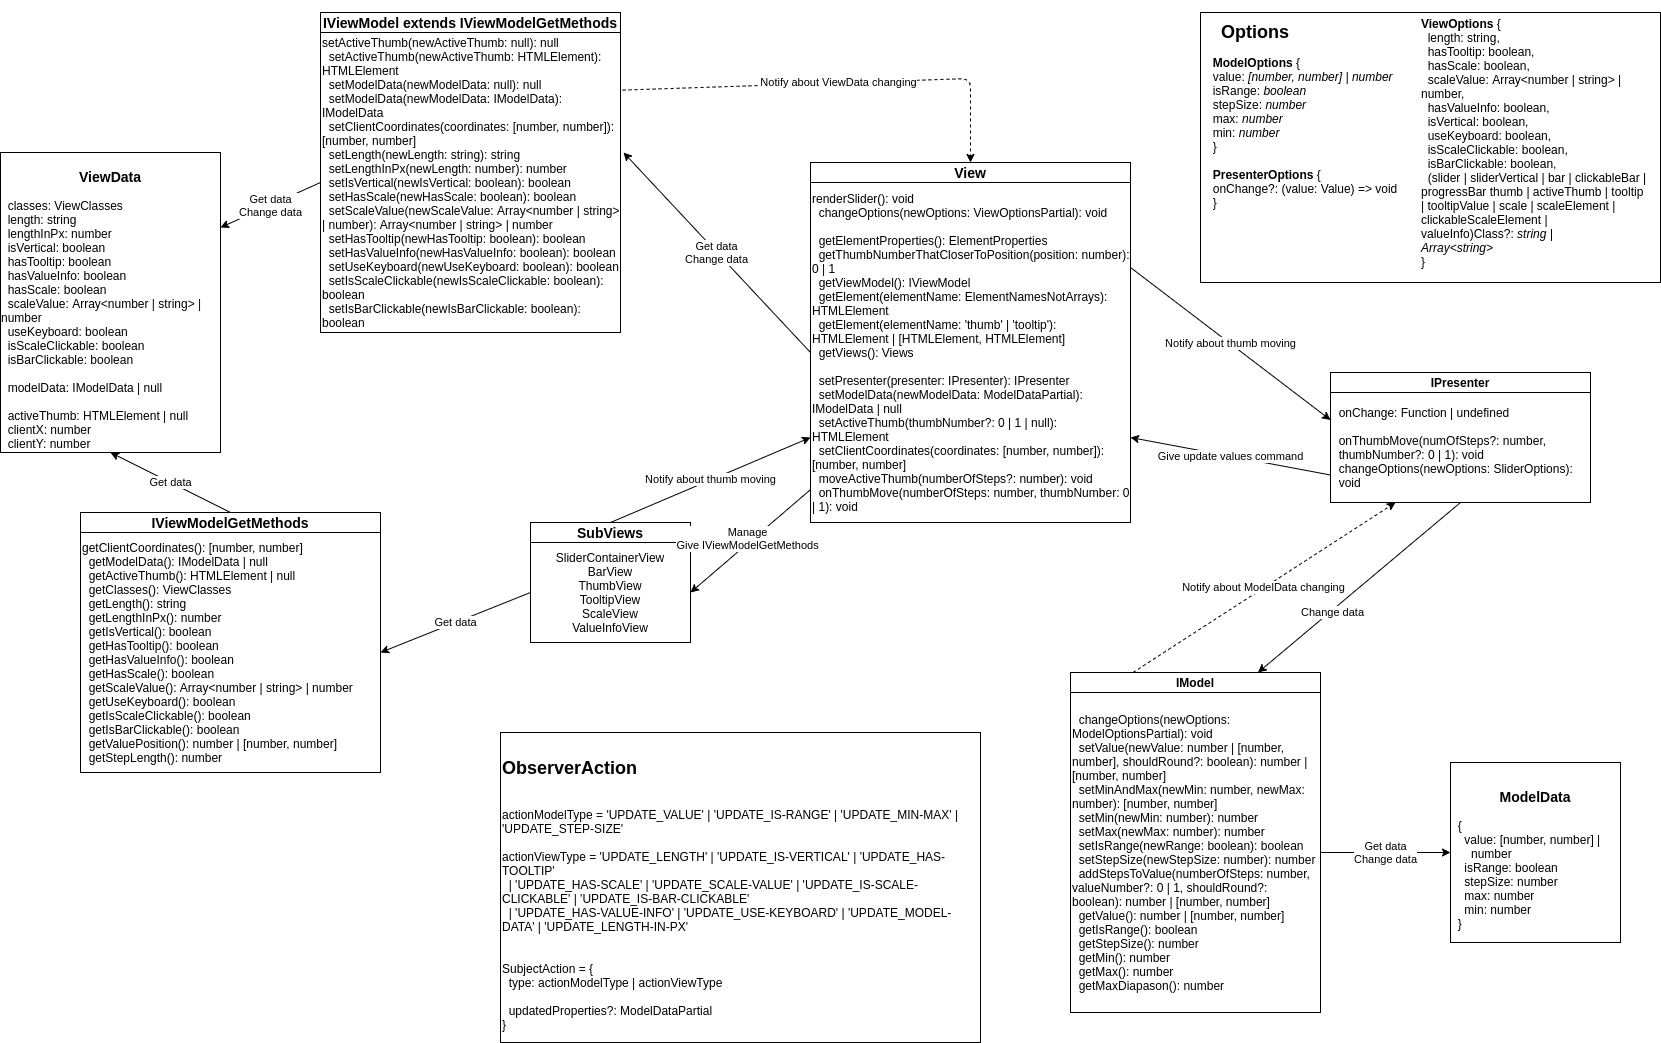 IViewModel extends IViewModelGetMethods
setActiveThumb(newActiveThumb: null): null
setActiveThumb(newActiveThumb: HTMLElement):
HTMLElement
setModelData(newModelData: null): null
setModelData(newModelData: IModelData):
IModelData
setClientCoordinates(coordinates: [number, number]):
[number, number]
setLength(newLength: string): string
setLengthInPx(newLength: number): number
setIsVertical(newIsVertical: boolean): boolean
setHasScale(newHasScale: boolean): boolean
setScaleValue(newScaleValue: Array<number | string>
| number): Array<number | string> | number
setHasTooltip(newHasTooltip: boolean): boolean
setHasValueInfo(newHasValueInfo: boolean): boolean
setUseKeyboard(newUseKeyboard: boolean): boolean
setIsScaleClickable(newIsScaleClickable: boolean):
boolean
setIsBarClickable(newIsBarClickable: boolean):
boolean
Notify about ViewData changing
Options
ModelOptions {
value: [number, number] | number
isRange: boolean
stepSize: number
max: number
min: number
}
PresenterOptions {
onChange?: (value: Value) => void
}
ViewOptions {
length: string,
hasTooltip: boolean,
hasScale: boolean,
scaleValue: Array<number | string> |
number,
hasValueInfo: boolean,
isVertical: boolean,
useKeyboard: boolean,
isScaleClickable: boolean,
isBarClickable: boolean,
(slider | sliderVertical | bar | clickableBar |
progressBar thumb | activeThumb | tooltip
| tooltipValue | scale | scaleElement |
clickableScaleElement |
valueInfo)Class?: string |
Array<string>
}
ViewData
classes: ViewClasses
length: string
lengthInPx: number
isVertical: boolean
hasTooltip: boolean
hasValueInfo: boolean
hasScale: boolean
scaleValue: Array<number | string> |
number
useKeyboard: boolean
isScaleClickable: boolean
isBarClickable: boolean
modelData: IModelData | null
activeThumb: HTMLElement | null
clientX: number
clientY: number
Get data
Change data
Get data
Change data
View
renderSlider(): void
changeOptions(newOptions: ViewOptionsPartial): void
getElementProperties(): ElementProperties
getThumbNumberThatCloserToPosition(position: number):
0 | 1
getViewModel(): IViewModel
getElement(elementName: ElementNamesNotArrays):
HTMLElement
getElement(elementName: 'thumb' | 'tooltip'):
HTMLElement | [HTMLElement, HTMLElement]
getViews(): Views
setPresenter(presenter: IPresenter): IPresenter
setModelData(newModelData: ModelDataPartial):
IModelData | null
setActiveThumb(thumbNumber?: 0 | 1 | null):
HTMLElement
setClientCoordinates(coordinates: [number, number]):
[number, number]
moveActiveThumb(numberOfSteps?: number): void
onThumbMove(numberOfSteps: number, thumbNumber: 0
| 1): void
Notify about thumb moving
IPresenter
onChange: Function | undefined
onThumbMove(numOfSteps?: number,
thumbNumber?: 0 | 1): void
changeOptions(newOptions: SliderOptions):
void
Give update values command
Get data
Notify about thumb moving
Manage
Give IViewModelGetMethods
IViewModelGetMethods
getClientCoordinates(): [number, number]
getModelData(): IModelData | null
getActiveThumb(): HTMLElement | null
getClasses(): ViewClasses
getLength(): string
getLengthInPx(): number
getIsVertical(): boolean
getHasTooltip(): boolean
getHasValueInfo(): boolean
getHasScale(): boolean
getScaleValue(): Array<number | string> | number
getUseKeyboard(): boolean
getIsScaleClickable(): boolean
getIsBarClickable(): boolean
getValuePosition(): number | [number, number]
getStepLength(): number
SubViews
SliderContainerView
BarView
ThumbView
TooltipView
ScaleView
ValueInfoView
Get data
Notify about ModelData changing
Change data
IModel
changeOptions(newOptions:
ModelOptionsPartial): void
setValue(newValue: number | [number,
number], shouldRound?: boolean): number |
[number, number]
setMinAndMax(newMin: number, newMax:
number): [number, number]
setMin(newMin: number): number
setMax(newMax: number): number
setIsRange(newRange: boolean): boolean
setStepSize(newStepSize: number): number
addStepsToValue(numberOfSteps: number,
valueNumber?: 0 | 1, shouldRound?:
boolean): number | [number, number]
getValue(): number | [number, number]
getIsRange(): boolean
getStepSize(): number
getMin(): number
getMax(): number
getMaxDiapason(): number
Get data
Change data
ModelData
{
value: [number, number] |
number
isRange: boolean
stepSize: number
max: number
min: number
}
ObserverAction
actionModelType = 'UPDATE_VALUE' | 'UPDATE_IS-RANGE' | 'UPDATE_MIN-MAX' |
'UPDATE_STEP-SIZE'
actionViewType = 'UPDATE_LENGTH' | 'UPDATE_IS-VERTICAL' | 'UPDATE_HAS-
TOOLTIP'
| 'UPDATE_HAS-SCALE' | 'UPDATE_SCALE-VALUE' | 'UPDATE_IS-SCALE-
CLICKABLE' | 'UPDATE_IS-BAR-CLICKABLE'
| 'UPDATE_HAS-VALUE-INFO' | 'UPDATE_USE-KEYBOARD' | 'UPDATE_MODEL-
DATA' | 'UPDATE_LENGTH-IN-PX'
SubjectAction = {
type: actionModelType | actionViewType
updatedProperties?: ModelDataPartial
}